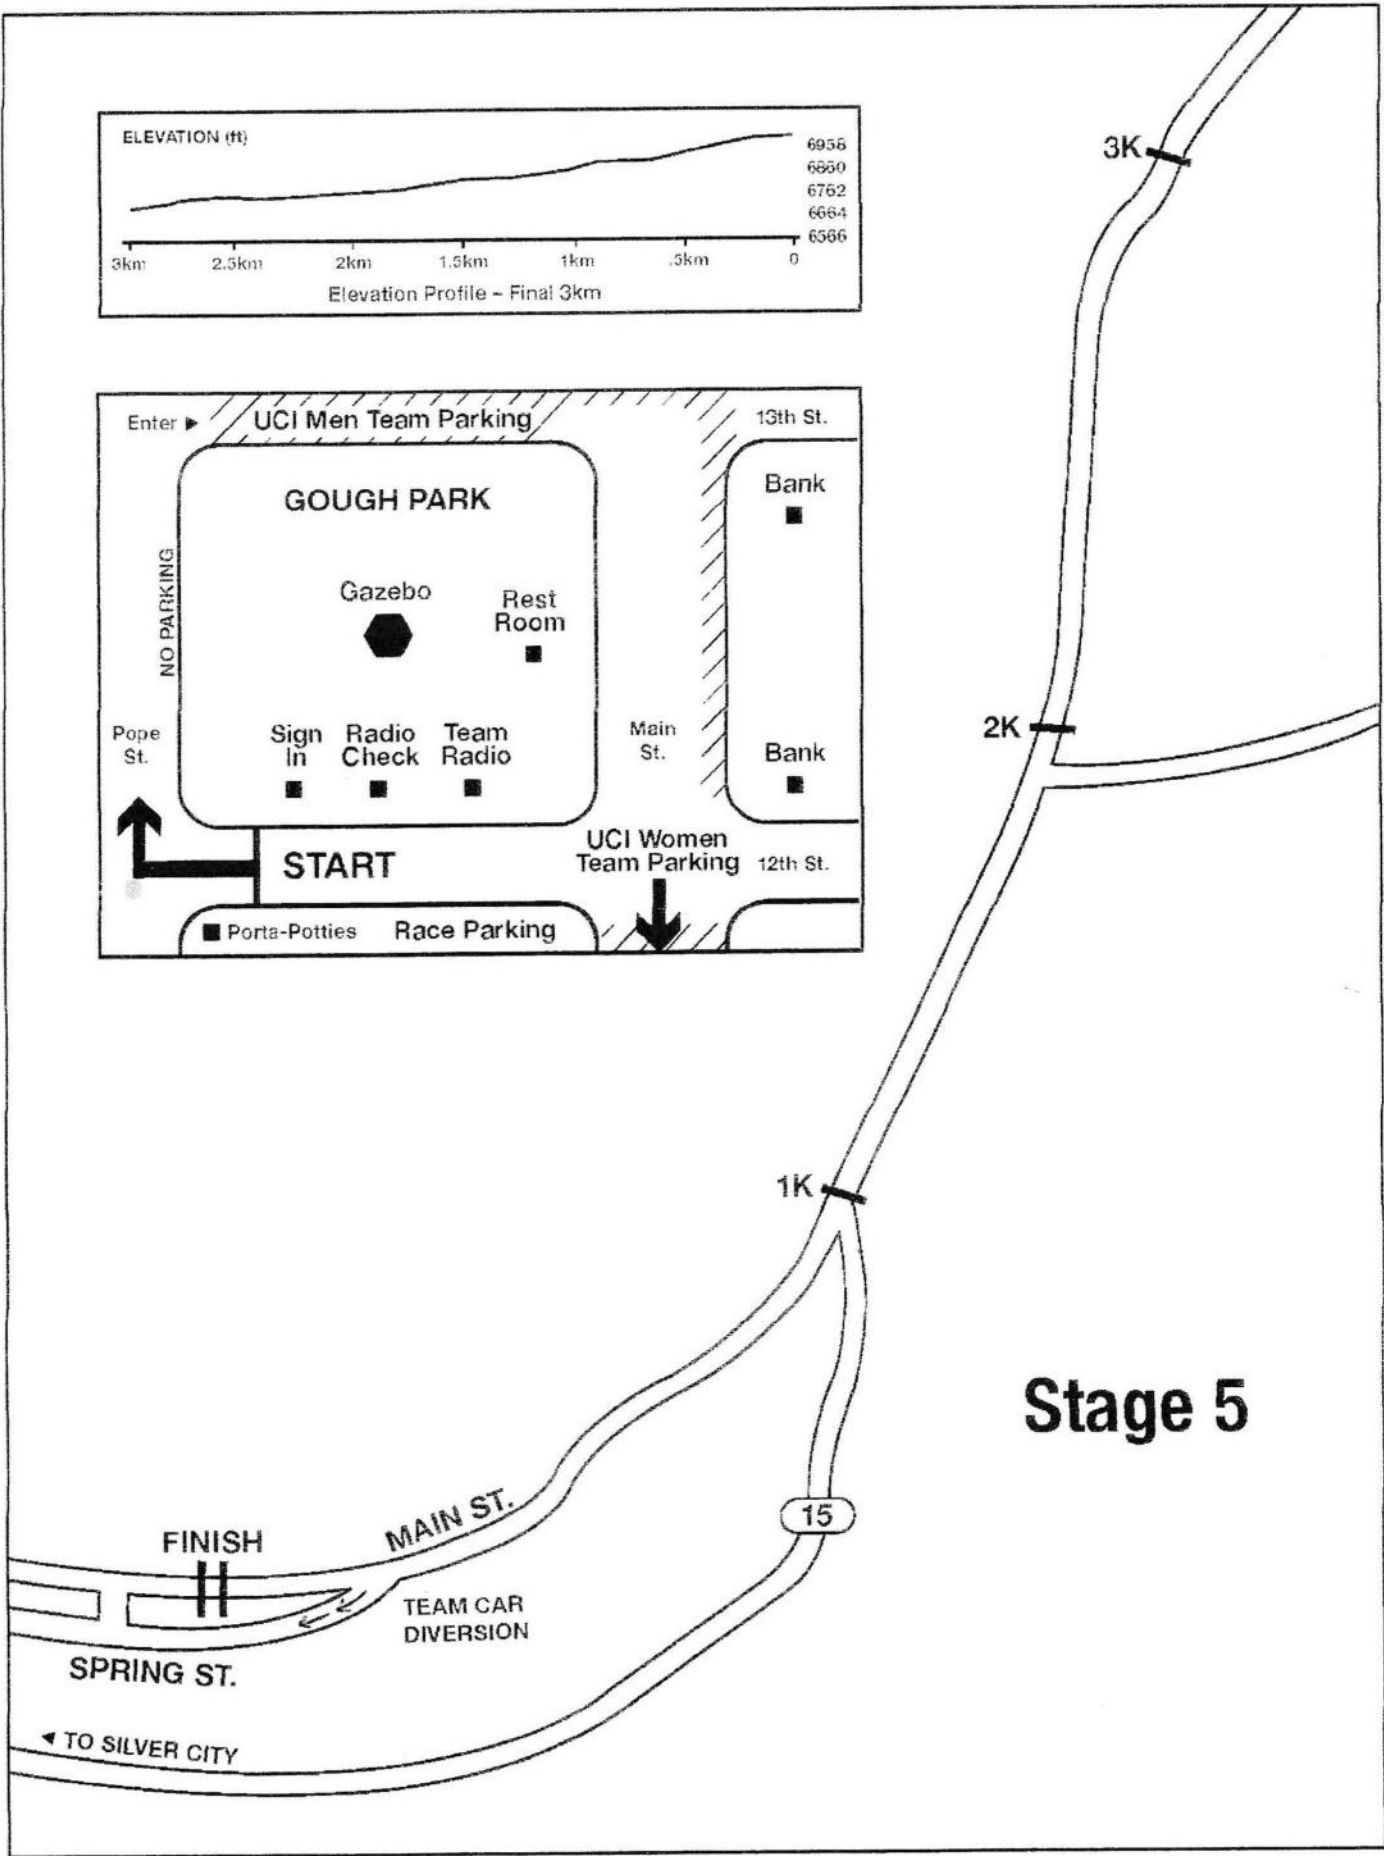 ELEVATION (ft)
6958
6860
6762
6664
6566
3km 2.5km 2km 1.5km 1km .5km 0
Elevation Profile – Final 3km
Enter ▶ UCI Men Team Parking 13th St.
GOUGH PARK
Bank
NO PARKING
Gazebo
Rest
Room
Pope
St.
Sign
In
Radio
Check
Team
Radio
Main
St.
Bank
START
UCI Women
Team Parking
12th St.
Porta-Potties Race Parking
3K
2K
1K
Stage 5
15
MAIN ST.
FINISH
TEAM CAR
DIVERSION
SPRING ST.
◀ TO SILVER CITY